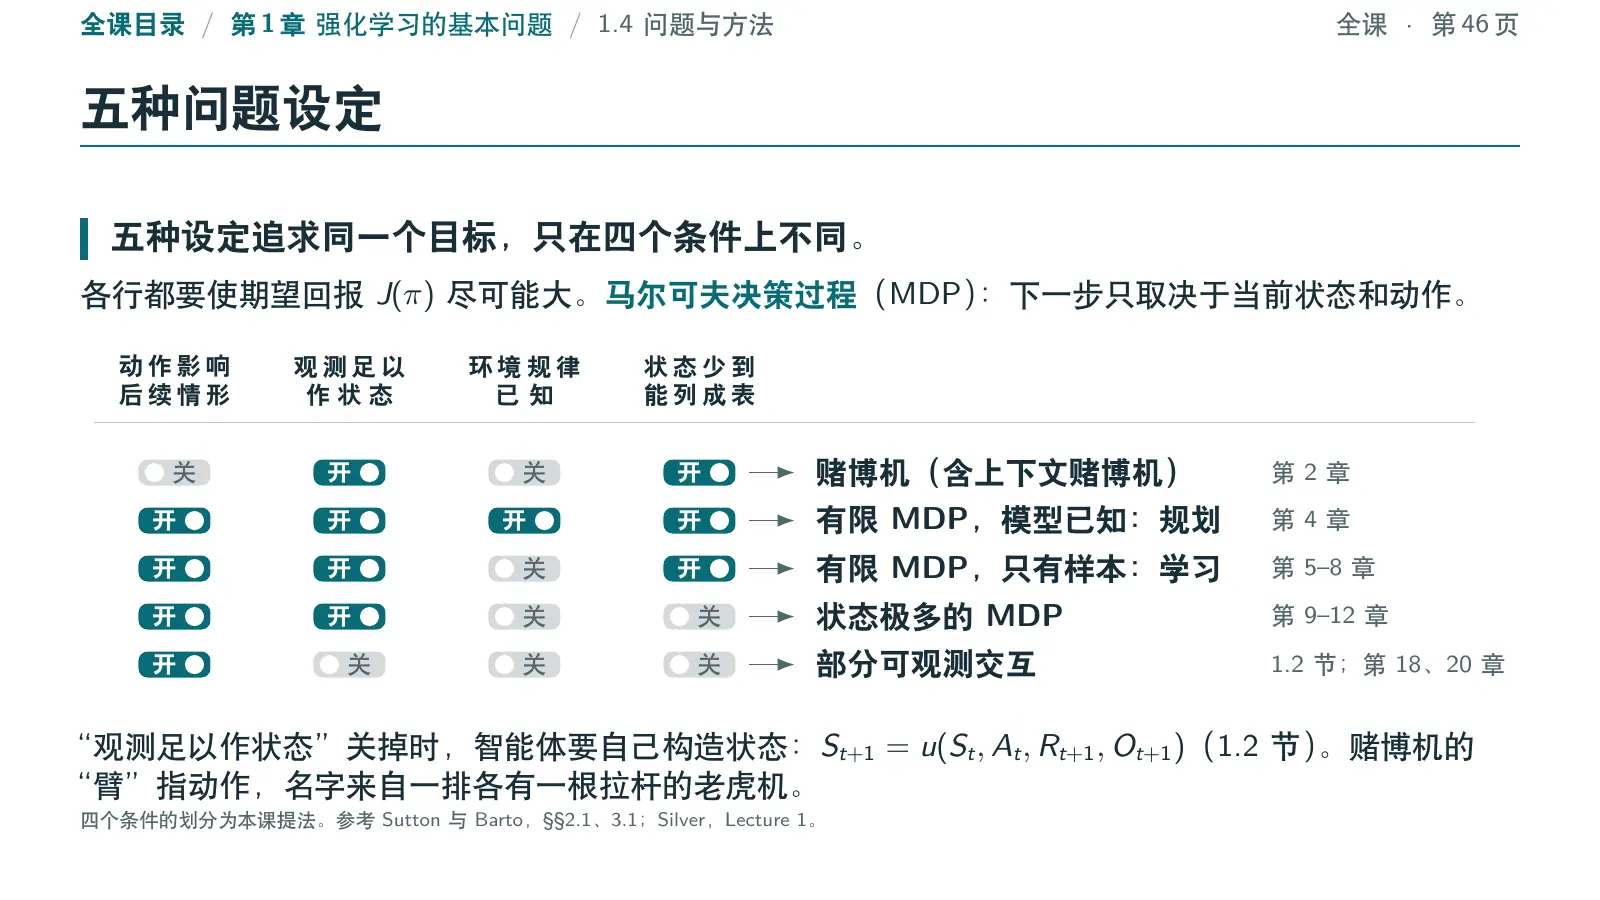 全课目录 / 第1章 强化学习的基本问题 / 1.4 问题与方法
全课 · 第46页
五种问题设定
五种设定追求同一个目标，只在四个条件上不同。
各行都要使期望回报 J(π) 尽可能大。马尔可夫决策过程（MDP）：下一步只取决于当前状态和动作。
动作影响 观测足以 环境规律 状态少到
后续情形 作状态 已知 能列成表
关 开 关 开 → 赌博机（含上下文赌博机） 第 2 章
开 开 开 开 → 有限 MDP，模型已知：规划 第 4 章
开 开 关 开 → 有限 MDP，只有样本：学习 第 5–8 章
开 开 关 关 → 状态极多的 MDP 第 9–12 章
开 关 关 关 → 部分可观测交互 1.2 节；第 18、20 章
“观测足以作状态”关掉时，智能体要自己构造状态：S_{t+1} = u(S_t, A_t, R_{t+1}, O_{t+1})（1.2 节）。赌博机的
“臂”指动作，名字来自一排各有一根拉杆的老虎机。
四个条件的划分为本课提法。参考 Sutton 与 Barto，§§2.1、3.1；Silver，Lecture 1。